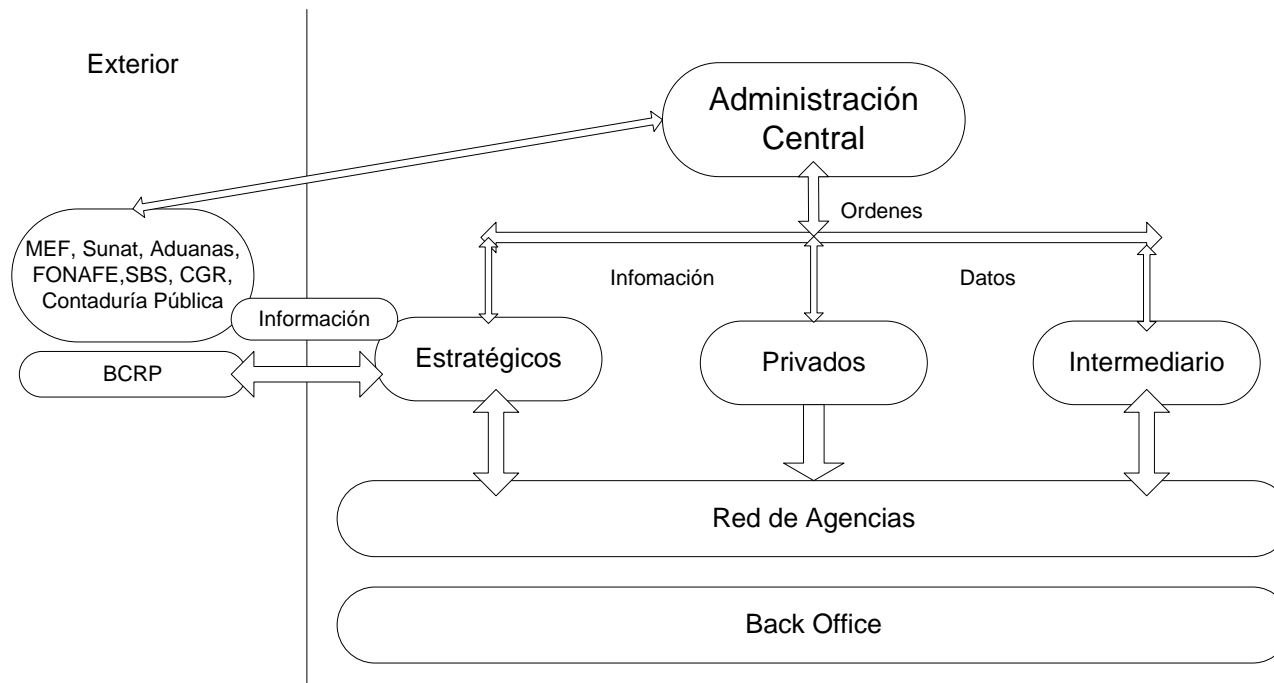 Exterior
Administración
Central
Ordenes
MEF, Sunat, Aduanas,
FONAFE,SBS, CGR,
Contaduría Pública
Infomación
Datos
Información
Estratégicos
Privados
Intermediario
BCRP
Red de Agencias
Back Office